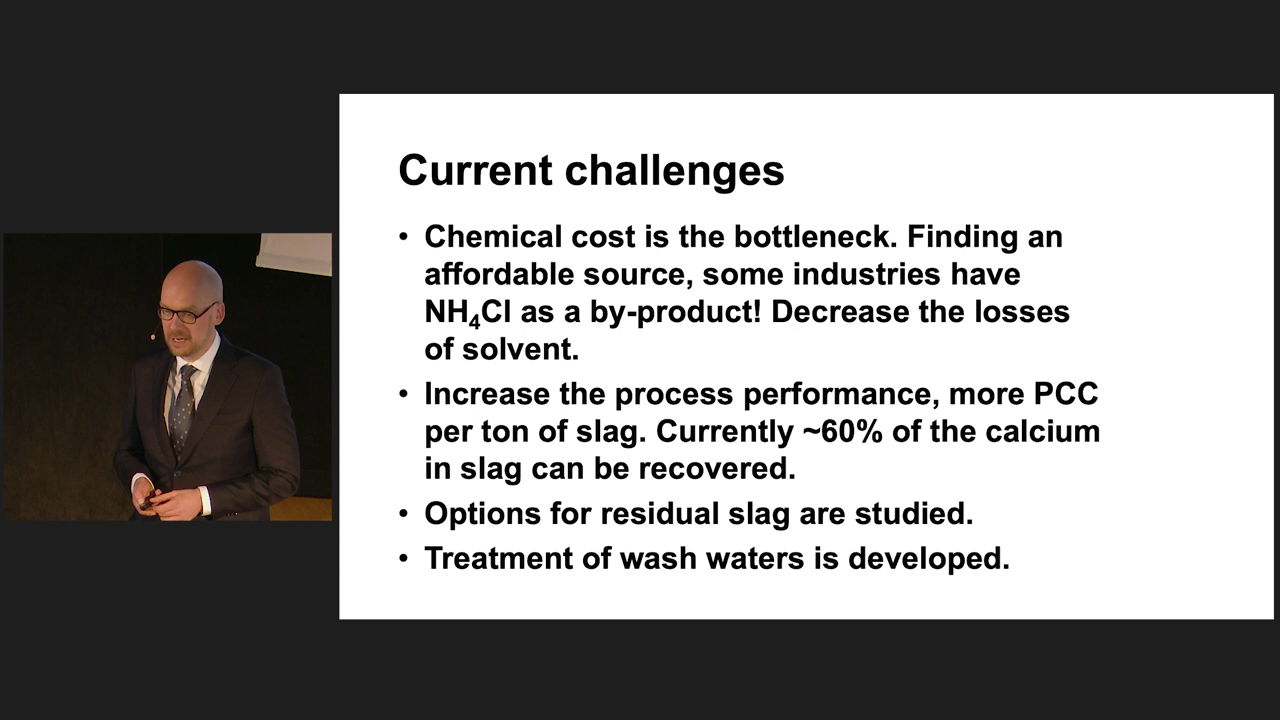 Current challenges
• Chemical cost is the bottleneck. Finding an
affordable source, some industries have
NH₄Cl as a by-product! Decrease the losses
of solvent.
• Increase the process performance, more PCC
per ton of slag. Currently ~60% of the calcium
in slag can be recovered.
• Options for residual slag are studied.
• Treatment of wash waters is developed.